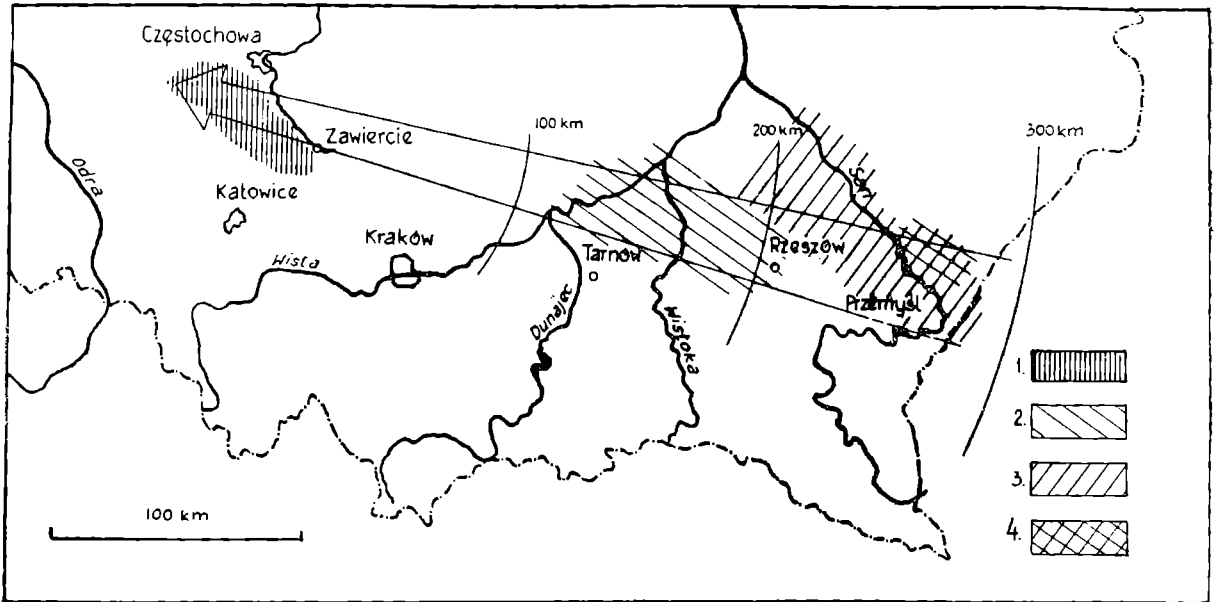 Częstochowa
Zawiercie
Katowice
Odra
Wisła
Kraków
100 km
Dunajec
Tarnów
Wisłoka
200 km
Rzeszów
San
Przemyśl
300 km
1.
2.
3.
4.
100 km